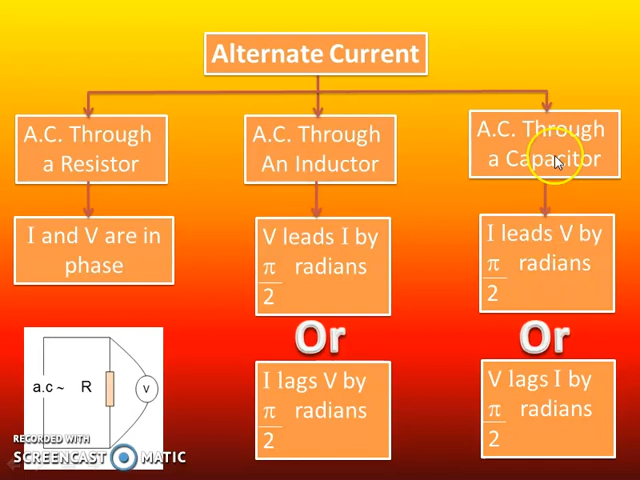 Alternate Current
A.C. Through
a Resistor
A.C. Through
An Inductor
A.C. Through
a Capacitor
I and V are in
phase
V leads I by
π radians
2
I leads V by
π radians
2
Or
Or
I lags V by
π radians
2
V lags I by
π radians
2
a.c ~ R V
RECORDED WITH
SCREENCAST MATIC